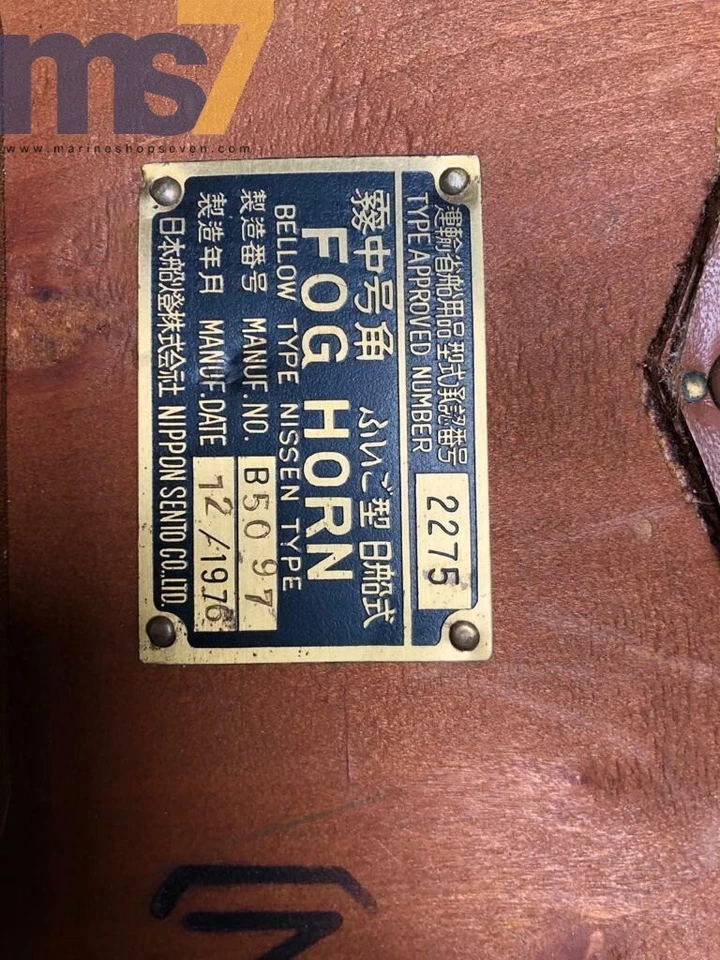 ms7
www.marineshopseven.com
運輸省船用品型式承認番号
TYPE APPROVED NUMBER 2275
霧中号角 ふいご型 日船式
FOG HORN
BELLOW TYPE NISSEN TYPE
製造番号 MANUF. NO. B5097
製造年月 MANUF. DATE 12/1976
日本船燈株式会社 NIPPON SENTO CO.,LTD.